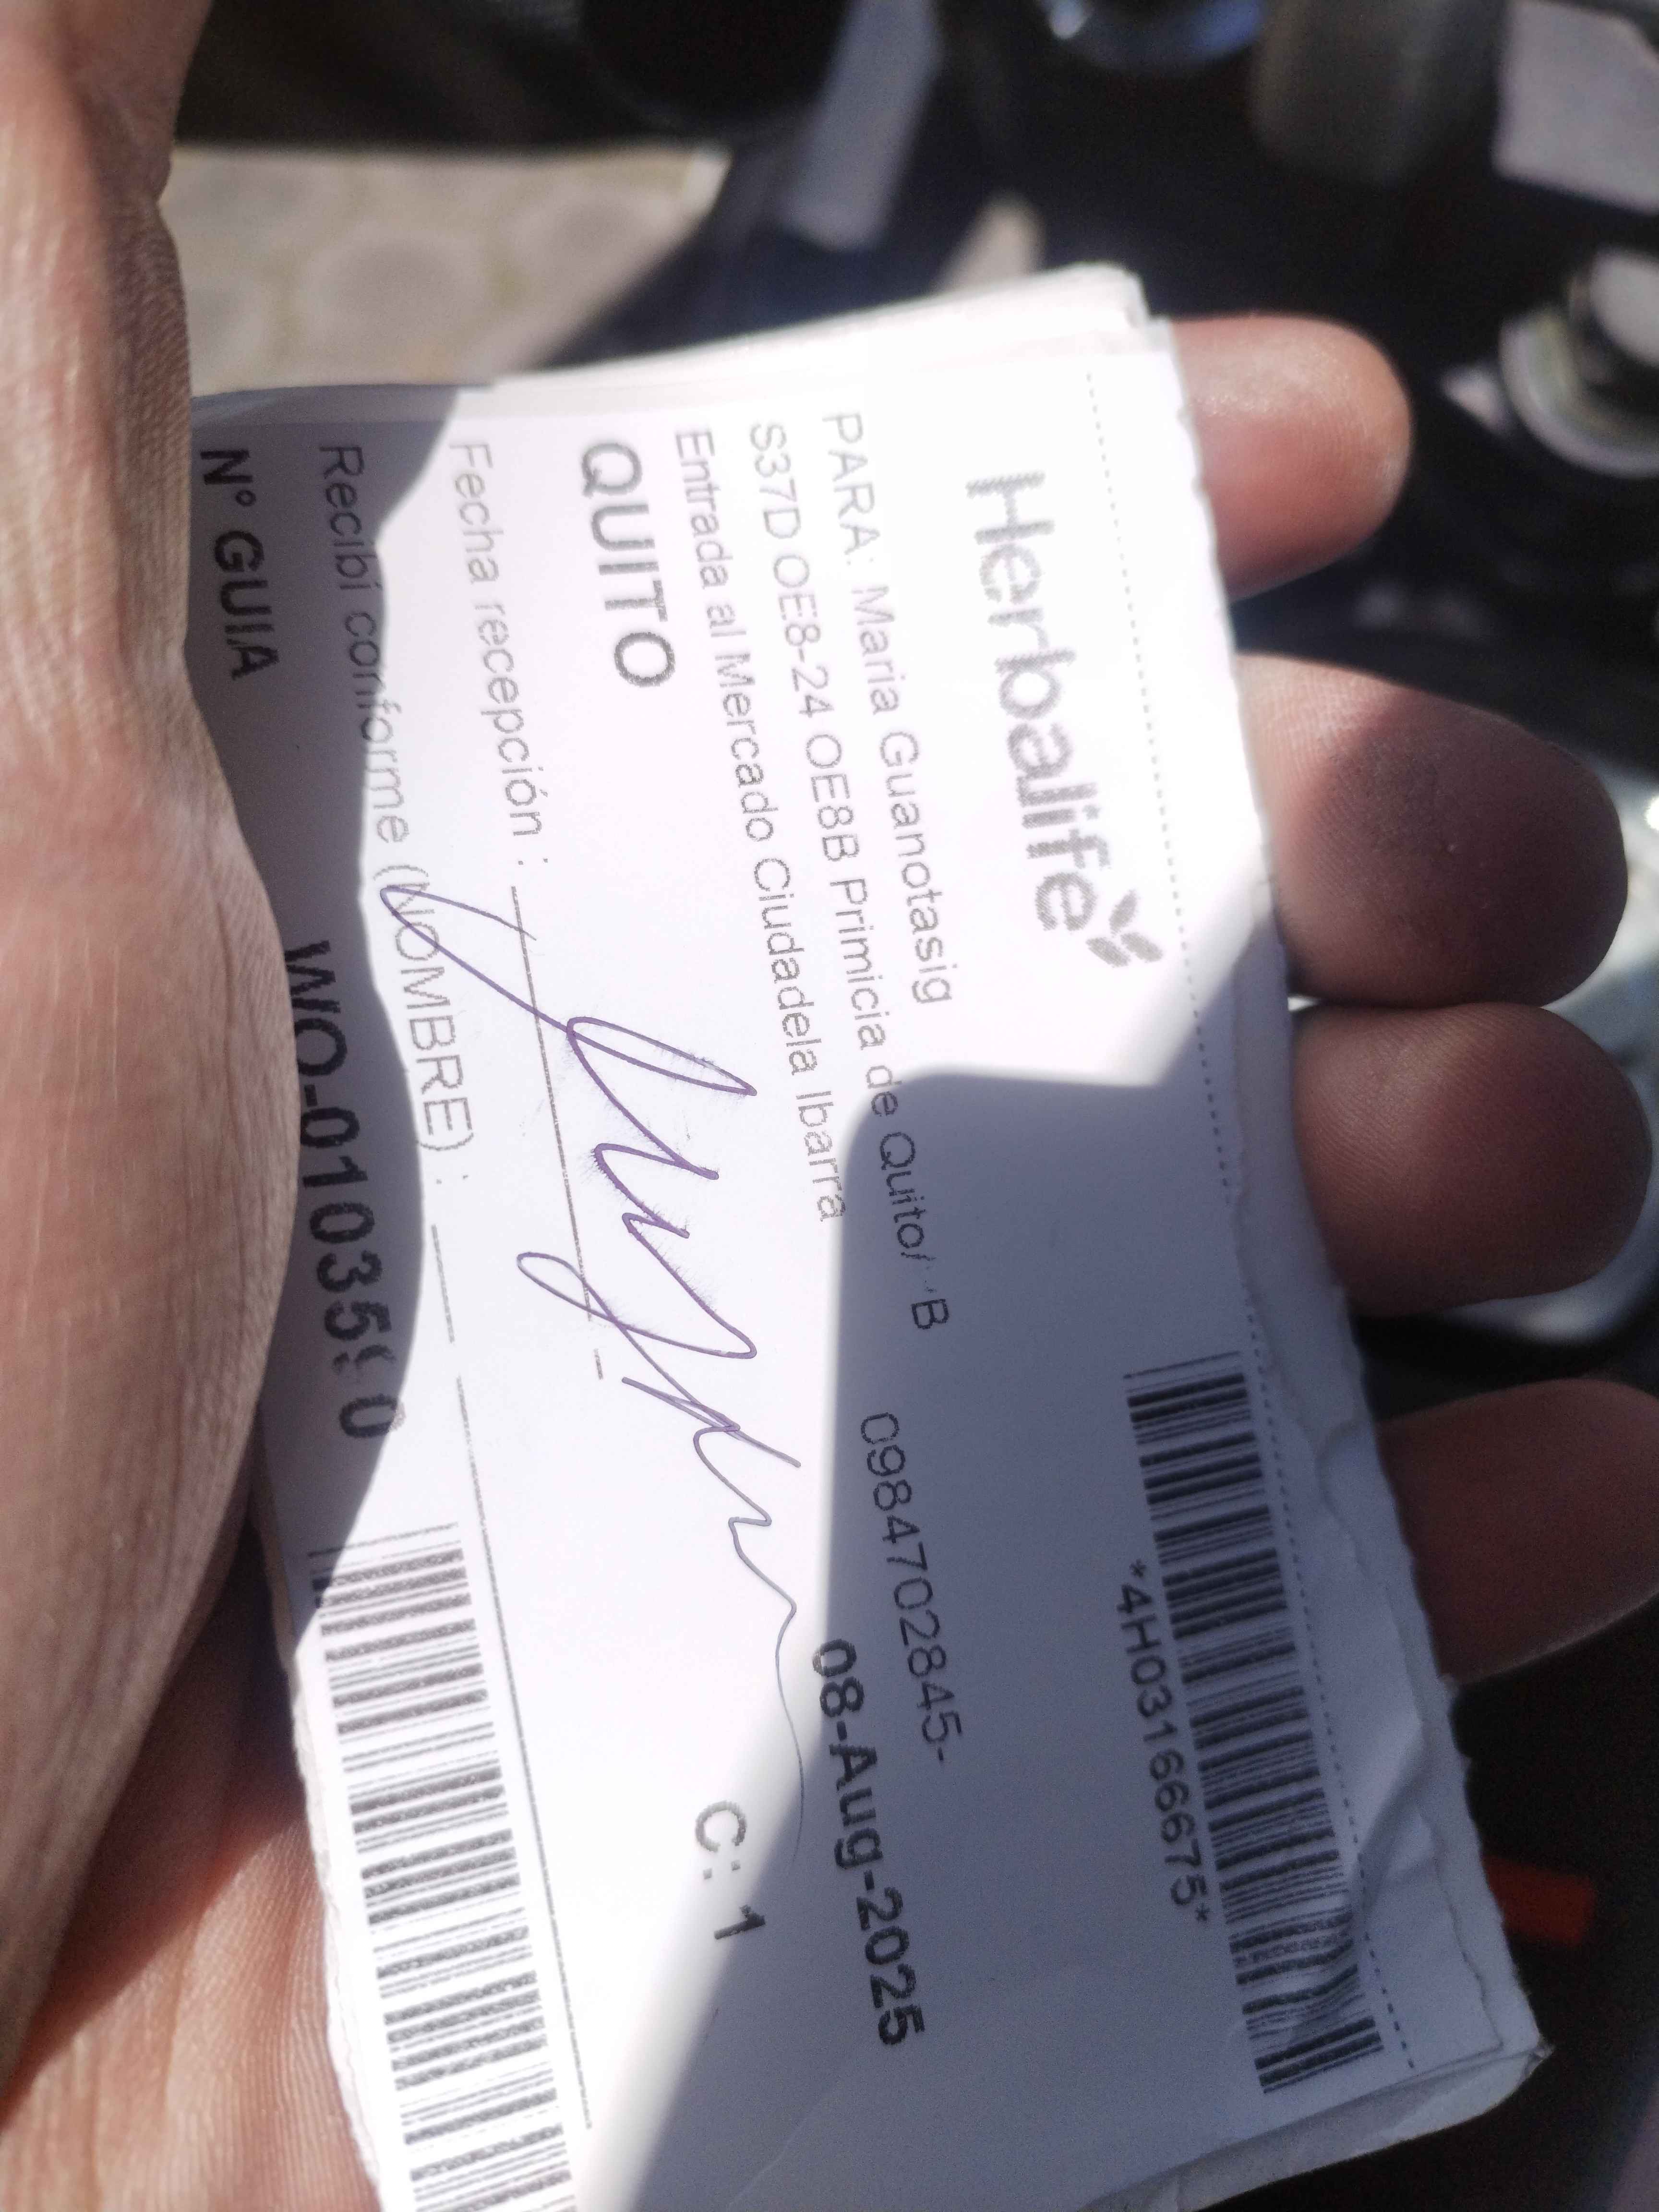 Herbalife
*4H03166675*
PARA: Maria Guanotasig
0984702845-
S37D OE8-24 OE8B Primicia de Quito/ B
Entrada al Mercado Ciudadela Ibarra
08-Aug-2025
QUITO
C: 1
Fecha recepción :
Recibí conforme (NOMBRE) :
N° GUIA